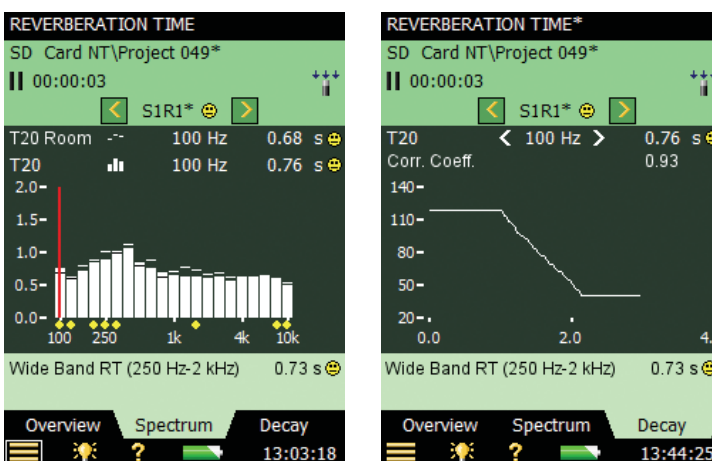 REVERBERATION TIME
SD Card NT\Project 049*
00:00:03
S1R1*
T20 Room 100 Hz 0.68 s
T20 100 Hz 0.76 s
2.0
1.5
1.0
0.5
0.0
100 250 1k 4k 10k
Wide Band RT (250 Hz-2 kHz) 0.73 s
Overview Spectrum Decay
? 13:03:18
REVERBERATION TIME*
SD Card NT\Project 049*
00:00:03
S1R1*
T20 < 100 Hz > 0.76 s
Corr. Coeff. 0.93
140
110
80
50
20
0.0 2.0 4.
Wide Band RT (250 Hz-2 kHz) 0.73 s
Overview Spectrum Decay
? 13:44:25